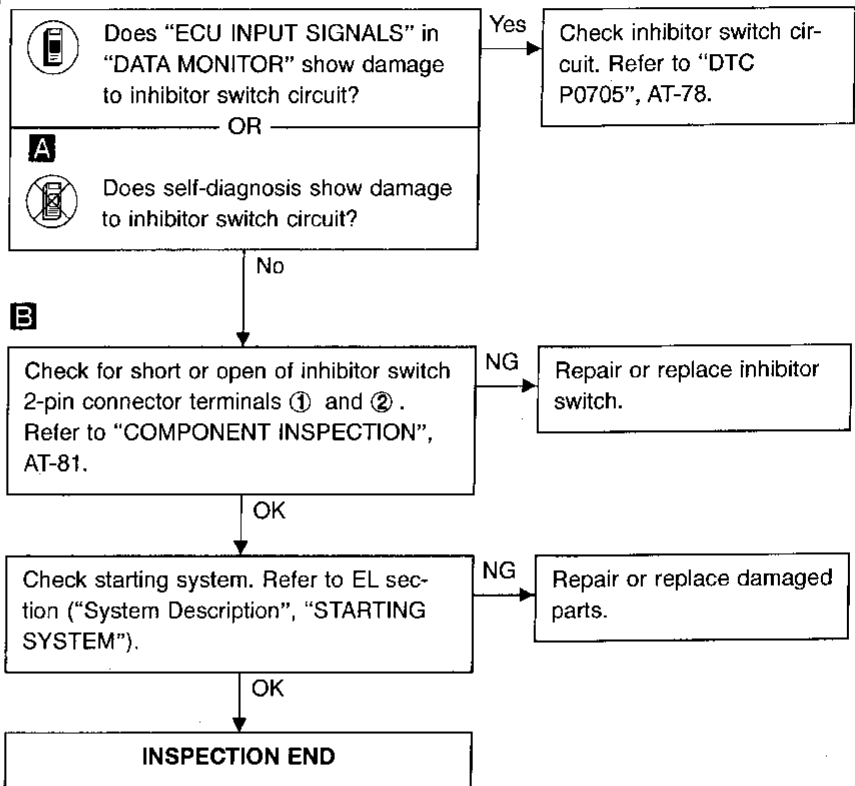 Does “ECU INPUT SIGNALS” in
“DATA MONITOR” show damage
to inhibitor switch circuit?
OR
A
Does self-diagnosis show damage
to inhibitor switch circuit?
Yes
Check inhibitor switch cir-
cuit. Refer to “DTC
P0705”, AT-78.
No
B
Check for short or open of inhibitor switch
2-pin connector terminals ① and ② .
Refer to “COMPONENT INSPECTION”,
AT-81.
NG
Repair or replace inhibitor
switch.
OK
Check starting system. Refer to EL sec-
tion (“System Description”, “STARTING
SYSTEM”).
NG
Repair or replace damaged
parts.
OK
INSPECTION END